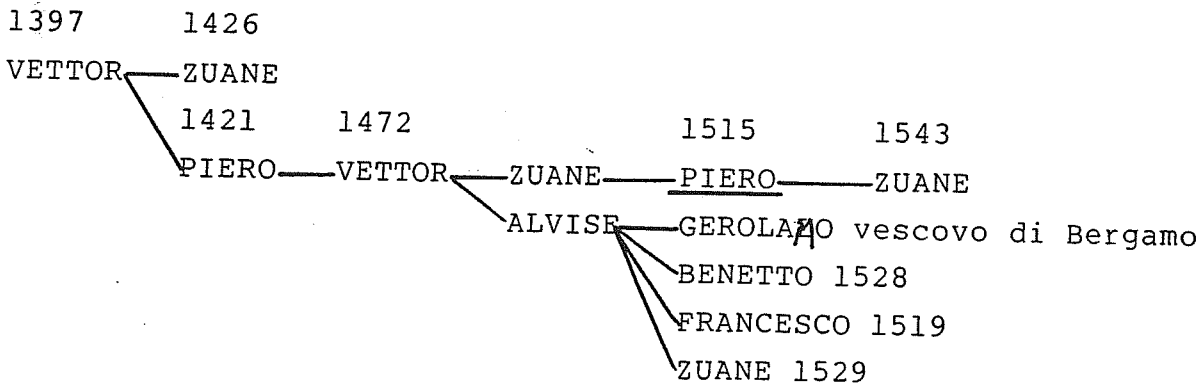 1397 1426
VETTOR ZUANE
1421 1472 1515 1543
PIERO VETTOR ZUANE PIERO ZUANE
ALVISE GEROLAMO vescovo di Bergamo
BENETTO 1528
FRANCESCO 1519
ZUANE 1529